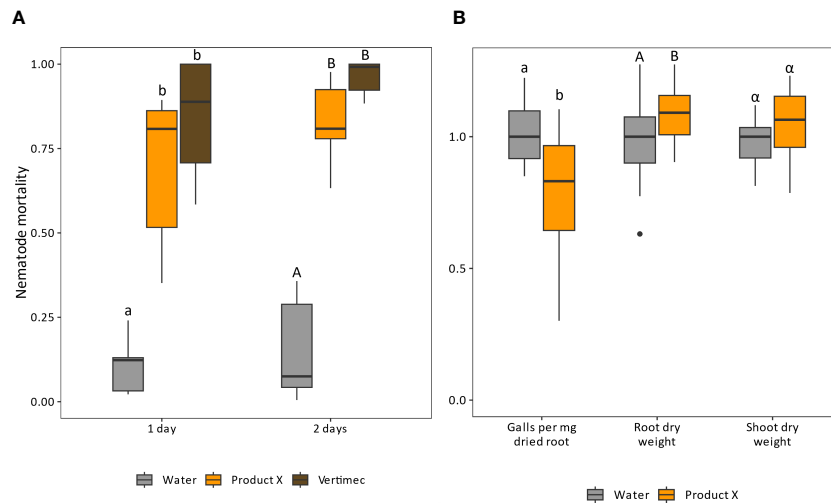 A
Nematode mortality
1.00
0.75
0.50
0.25
0.00
b
B
B
b
a
A
1 day
2 days
Water
Product X
Vertimec
B
1.0
0.5
0.0
a
b
A
B
α
α
Galls per mg
dried root
Root dry
weight
Shoot dry
weight
Water
Product X